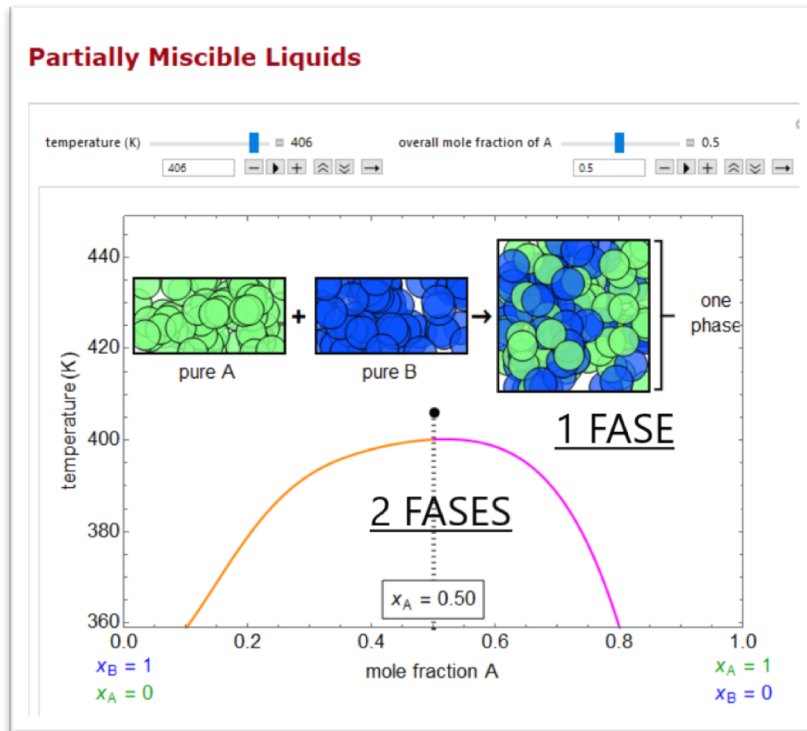 Partially Miscible Liquids
temperature (K) 406 overall mole fraction of A 0.5
406 0.5
440
420
400
380
360
temperature (K)
pure A + pure B → one phase
1 FASE
2 FASES
xA = 0.50
0.0 0.2 0.4 0.6 0.8 1.0
mole fraction A
xB = 1 xA = 1
xA = 0 xB = 0